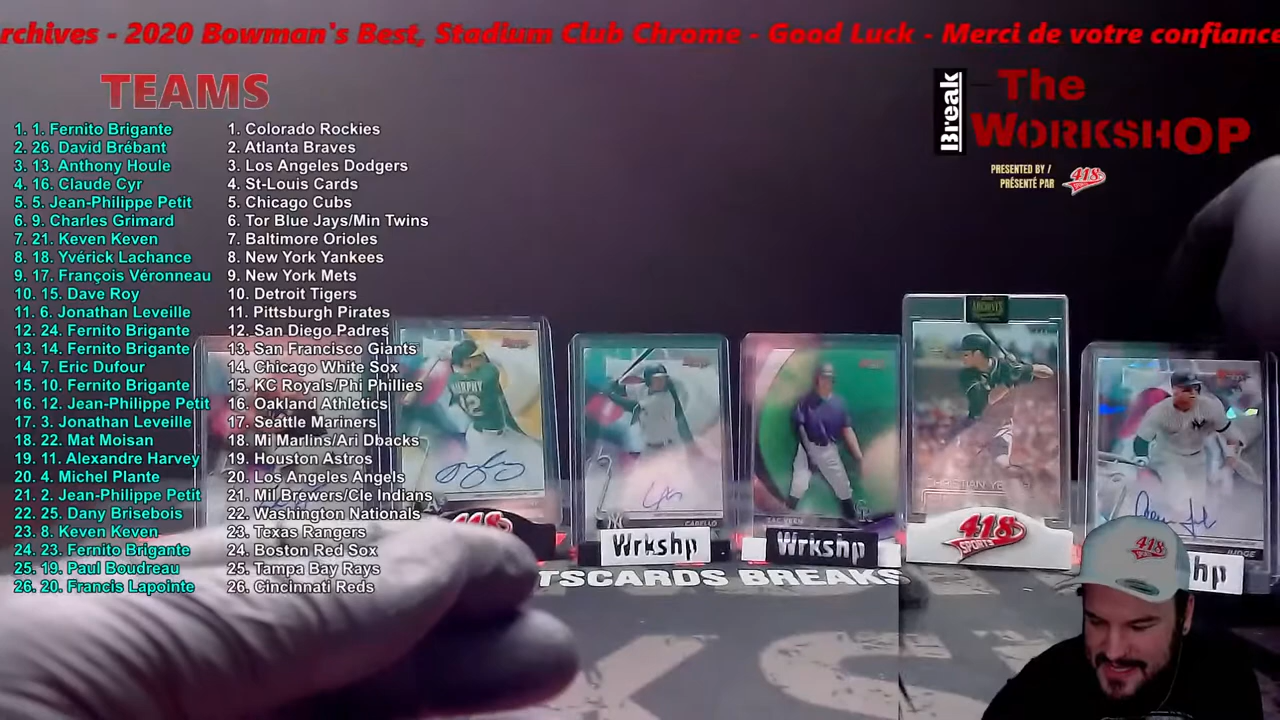 rchives - 2020 Bowman's Best, Stadium Club Chrome - Good Luck - Merci de votre confiance
TEAMS
1. 1. Fernito Brigante
2. 26. David Brébant
3. 13. Anthony Houle
4. 16. Claude Cyr
5. 5. Jean-Philippe Petit
6. 9. Charles Grimard
7. 21. Keven Keven
8. 18. Yvérick Lachance
9. 17. François Véronneau
10. 15. Dave Roy
11. 6. Jonathan Leveille
12. 24. Fernito Brigante
13. 14. Fernito Brigante
14. 7. Eric Dufour
15. 10. Fernito Brigante
16. 12. Jean-Philippe Petit
17. 3. Jonathan Leveille
18. 22. Mat Moisan
19. 11. Alexandre Harvey
20. 4. Michel Plante
21. 2. Jean-Philippe Petit
22. 25. Dany Brisebois
23. 8. Keven Keven
24. 23. Fernito Brigante
25. 19. Paul Boudreau
26. 20. Francis Lapointe
1. Colorado Rockies
2. Atlanta Braves
3. Los Angeles Dodgers
4. St-Louis Cards
5. Chicago Cubs
6. Tor Blue Jays/Min Twins
7. Baltimore Orioles
8. New York Yankees
9. New York Mets
10. Detroit Tigers
11. Pittsburgh Pirates
12. San Diego Padres
13. San Francisco Giants
14. Chicago White Sox
15. KC Royals/Phi Phillies
16. Oakland Athletics
17. Seattle Mariners
18. Mi Marlins/Ari Dbacks
19. Houston Astros
20. Los Angeles Angels
21. Mil Brewers/Cle Indians
22. Washington Nationals
23. Texas Rangers
24. Boston Red Sox
25. Tampa Bay Rays
26. Cincinnati Reds
Break
The
WORKSHOP
PRESENTED BY /
PRÉSENTÉ PAR
418
MURPHY
12
CABELLO
Wrkshp
Wrkshp
ARCHIVES
CHRISTIAN YE
418
SPORTS
JUDGE
hp
TSCARDS BREAKS
418